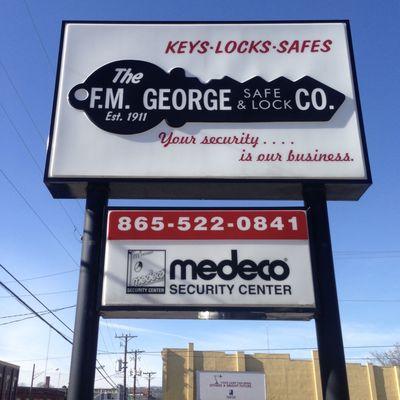 KEYS·LOCKS·SAFES
The
F.M. GEORGE SAFE & LOCK CO.
Est. 1911
Your security ....
is our business.
865-522-0841
medeco®
SECURITY CENTER
SECURITY CENTER